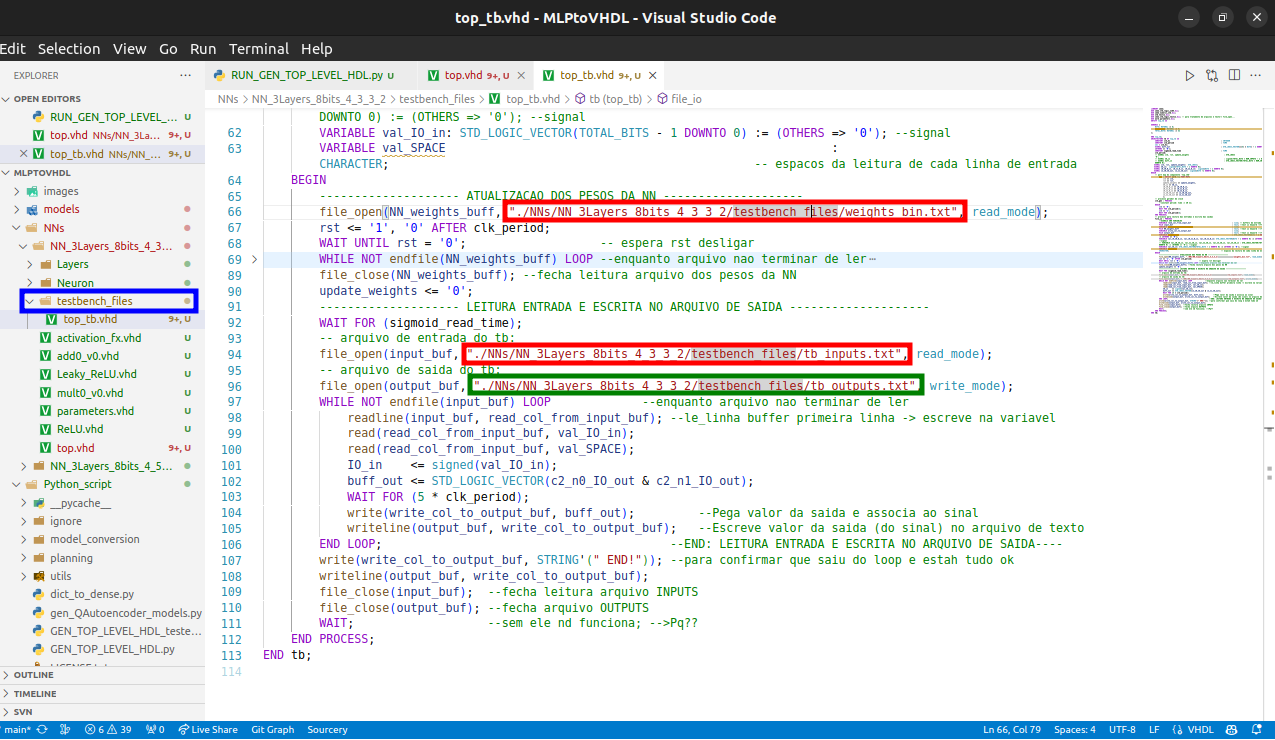 top_tb.vhd - MLPtoVHDL - Visual Studio Code
Edit Selection View Go Run Terminal Help
EXPLORER ···
OPEN EDITORS
RUN_GEN_TOP_LEVEL_... U
top.vhd NNs/NN_3La... 9+, U
top_tb.vhd NNs/NN_... 9+, U
MLPTOVHDL
images
models
NNs
NN_3Layers_8bits_4_3...
Layers
Neuron
testbench_files
top_tb.vhd 9+, U
activation_fx.vhd U
add0_v0.vhd U
Leaky_ReLU.vhd U
mult0_v0.vhd U
parameters.vhd U
ReLU.vhd U
top.vhd 9+, U
NN_3Layers_8bits_4_5...
Python_script
__pycache__
ignore
model_conversion
planning
utils
dict_to_dense.py
gen_QAutoencoder_models.py
GEN_TOP_LEVEL_HDL_teste...
GEN_TOP_LEVEL_HDL.py
OUTLINE
TIMELINE
SVN
RUN_GEN_TOP_LEVEL_HDL.py U
top.vhd 9+, U
top_tb.vhd 9+, U
NNs > NN_3Layers_8bits_4_3_3_2 > testbench_files > top_tb.vhd > tb (top_tb) > file_io
DOWNTO 0) := (OTHERS => '0'); --signal
62 VARIABLE val_IO_in: STD_LOGIC_VECTOR(TOTAL_BITS - 1 DOWNTO 0) := (OTHERS => '0'); --signal
63 VARIABLE val_SPACE :
CHARACTER; -- espacos da leitura de cada linha de entrada
64 BEGIN
65 -------------------- ATUALIZACAO DOS PESOS DA NN --------------------
66 file_open(NN_weights_buff, "./NNs/NN_3Layers_8bits_4_3_3_2/testbench_files/weights_bin.txt", read_mode);
67 rst <= '1', '0' AFTER clk_period;
68 WAIT UNTIL rst = '0'; -- espera rst desligar
69 WHILE NOT endfile(NN_weights_buff) LOOP --enquanto arquivo nao terminar de ler ···
89 file_close(NN_weights_buff); --fecha leitura arquivo dos pesos da NN
90 update_weights <= '0';
91 -------------------- LEITURA ENTRADA E ESCRITA NO ARQUIVO DE SAIDA --------------------
92 WAIT FOR (sigmoid_read_time);
93 -- arquivo de entrada do tb:
94 file_open(input_buf, "./NNs/NN_3Layers_8bits_4_3_3_2/testbench_files/tb_inputs.txt", read_mode);
95 -- arquivo de saida do tb:
96 file_open(output_buf, "./NNs/NN_3Layers_8bits_4_3_3_2/testbench_files/tb_outputs.txt", write_mode);
97 WHILE NOT endfile(input_buf) LOOP --enquanto arquivo nao terminar de ler
98 readline(input_buf, read_col_from_input_buf); --le_linha buffer primeira linha -> escreve na variavel
99 read(read_col_from_input_buf, val_IO_in);
100 read(read_col_from_input_buf, val_SPACE);
101 IO_in <= signed(val_IO_in);
102 buff_out <= STD_LOGIC_VECTOR(c2_n0_IO_out & c2_n1_IO_out);
103 WAIT FOR (5 * clk_period);
104 write(write_col_to_output_buf, buff_out); --Pega valor da saida e associa ao sinal
105 writeline(output_buf, write_col_to_output_buf); --Escreve valor da saida (do sinal) no arquivo de texto
106 END LOOP; --END: LEITURA ENTRADA E ESCRITA NO ARQUIVO DE SAIDA----
107 write(write_col_to_output_buf, STRING'(" END!")); --para confirmar que saiu do loop e estah tudo ok
108 writeline(output_buf, write_col_to_output_buf);
109 file_close(input_buf); --fecha leitura arquivo INPUTS
110 file_close(output_buf); --fecha arquivo OUTPUTS
111 WAIT; --sem ele nd funciona; -->Pq??
112 END PROCESS;
113 END tb;
114
main* 6 39 0 Live Share Git Graph Sourcery Ln 66, Col 79 Spaces: 4 UTF-8 LF VHDL